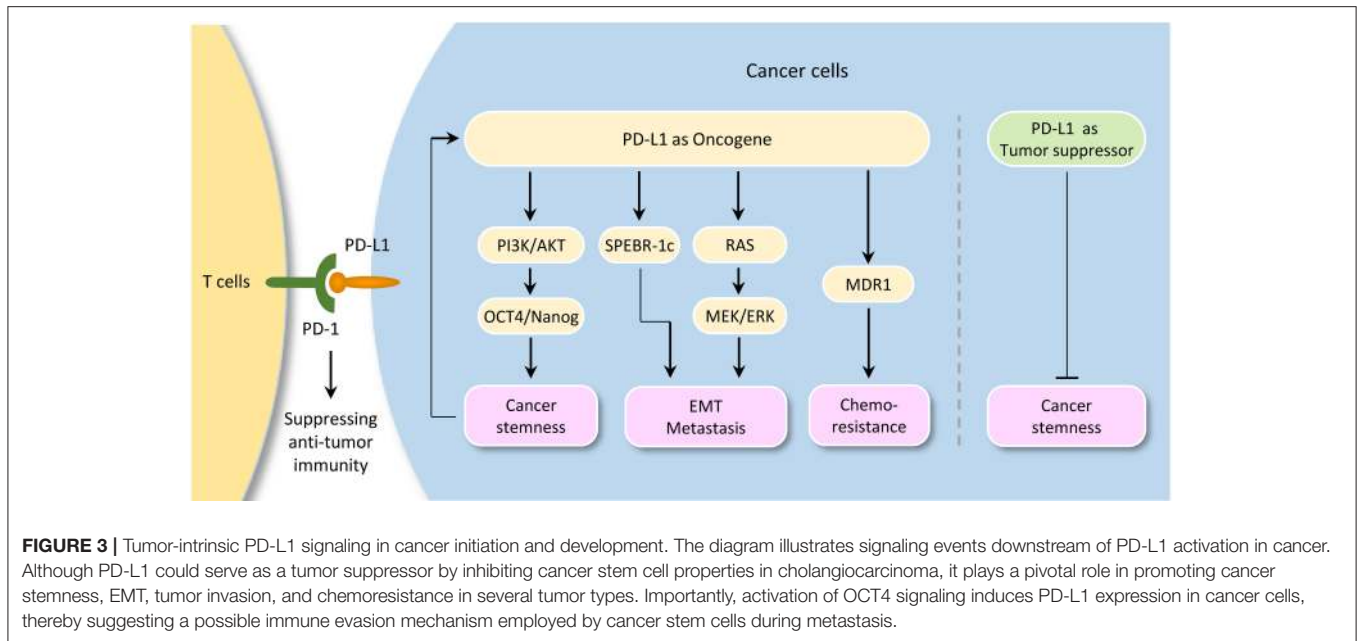 Cancer cells
PD-L1 as Oncogene
PD-L1 as
Tumor suppressor
PD-L1
T cells
PD-1
Suppressing
anti-tumor
immunity
PI3K/AKT
SPEBR-1c
RAS
MDR1
OCT4/Nanog
MEK/ERK
Cancer
stemness
EMT
Metastasis
Chemo-
resistance
Cancer
stemness
FIGURE 3 | Tumor-intrinsic PD-L1 signaling in cancer initiation and development. The diagram illustrates signaling events downstream of PD-L1 activation in cancer.
Although PD-L1 could serve as a tumor suppressor by inhibiting cancer stem cell properties in cholangiocarcinoma, it plays a pivotal role in promoting cancer
stemness, EMT, tumor invasion, and chemoresistance in several tumor types. Importantly, activation of OCT4 signaling induces PD-L1 expression in cancer cells,
thereby suggesting a possible immune evasion mechanism employed by cancer stem cells during metastasis.